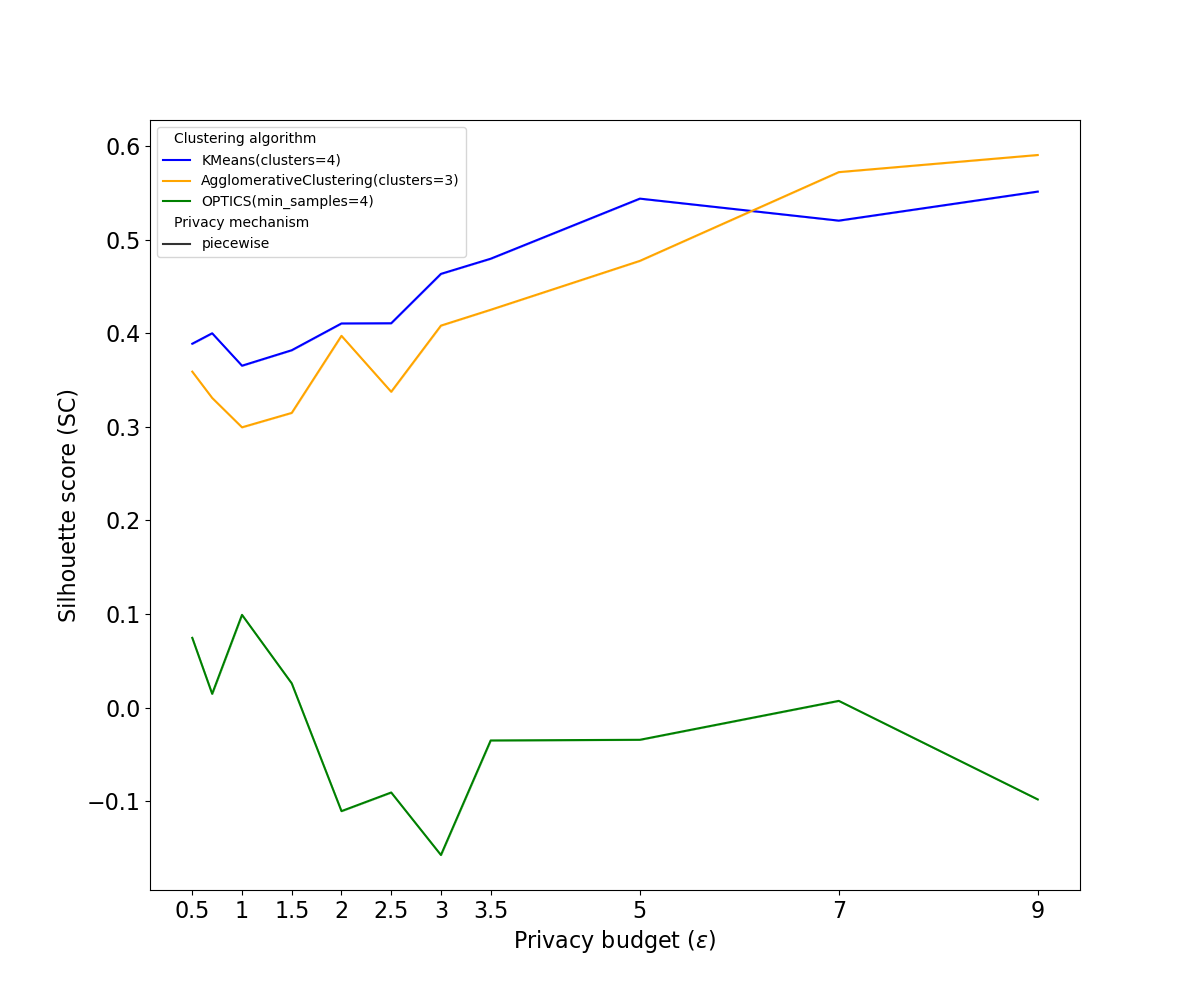 Clustering algorithm
KMeans(clusters=4)
AgglomerativeClustering(clusters=3)
OPTICS(min_samples=4)
Privacy mechanism
piecewise
0.6
0.5
0.4
0.3
0.2
0.1
0.0
−0.1
Silhouette score (SC)
0.5 1 1.5 2 2.5 3 3.5 5 7 9
Privacy budget (ε)